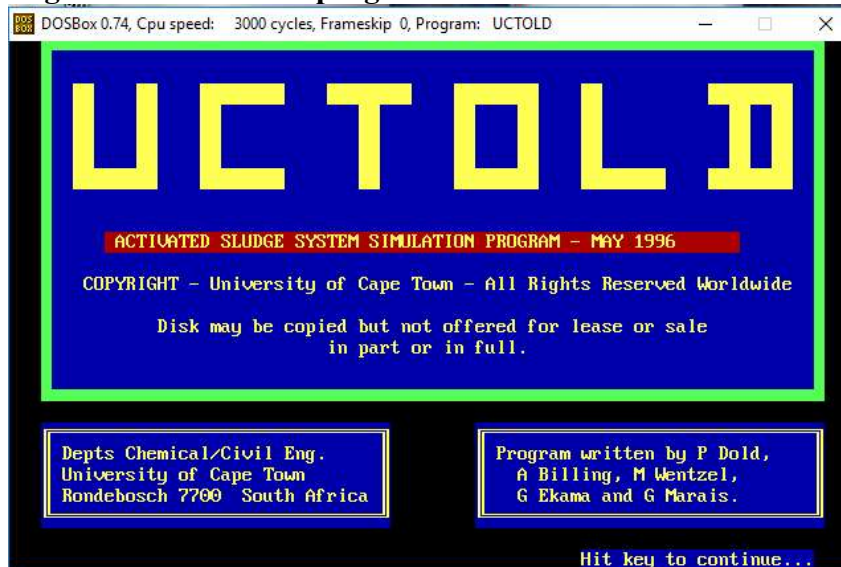 DOSBox 0.74, Cpu speed: 3000 cycles, Frameskip 0, Program: UCTOLD
UCTOLD
ACTIVATED SLUDGE SYSTEM SIMULATION PROGRAM - MAY 1996
COPYRIGHT - University of Cape Town - All Rights Reserved Worldwide
Disk may be copied but not offered for lease or sale
in part or in full.
Depts Chemical/Civil Eng.
University of Cape Town
Rondebosch 7700 South Africa
Program written by P Dold,
A Billing, M Wentzel,
G Ekama and G Marais.
Hit key to continue...